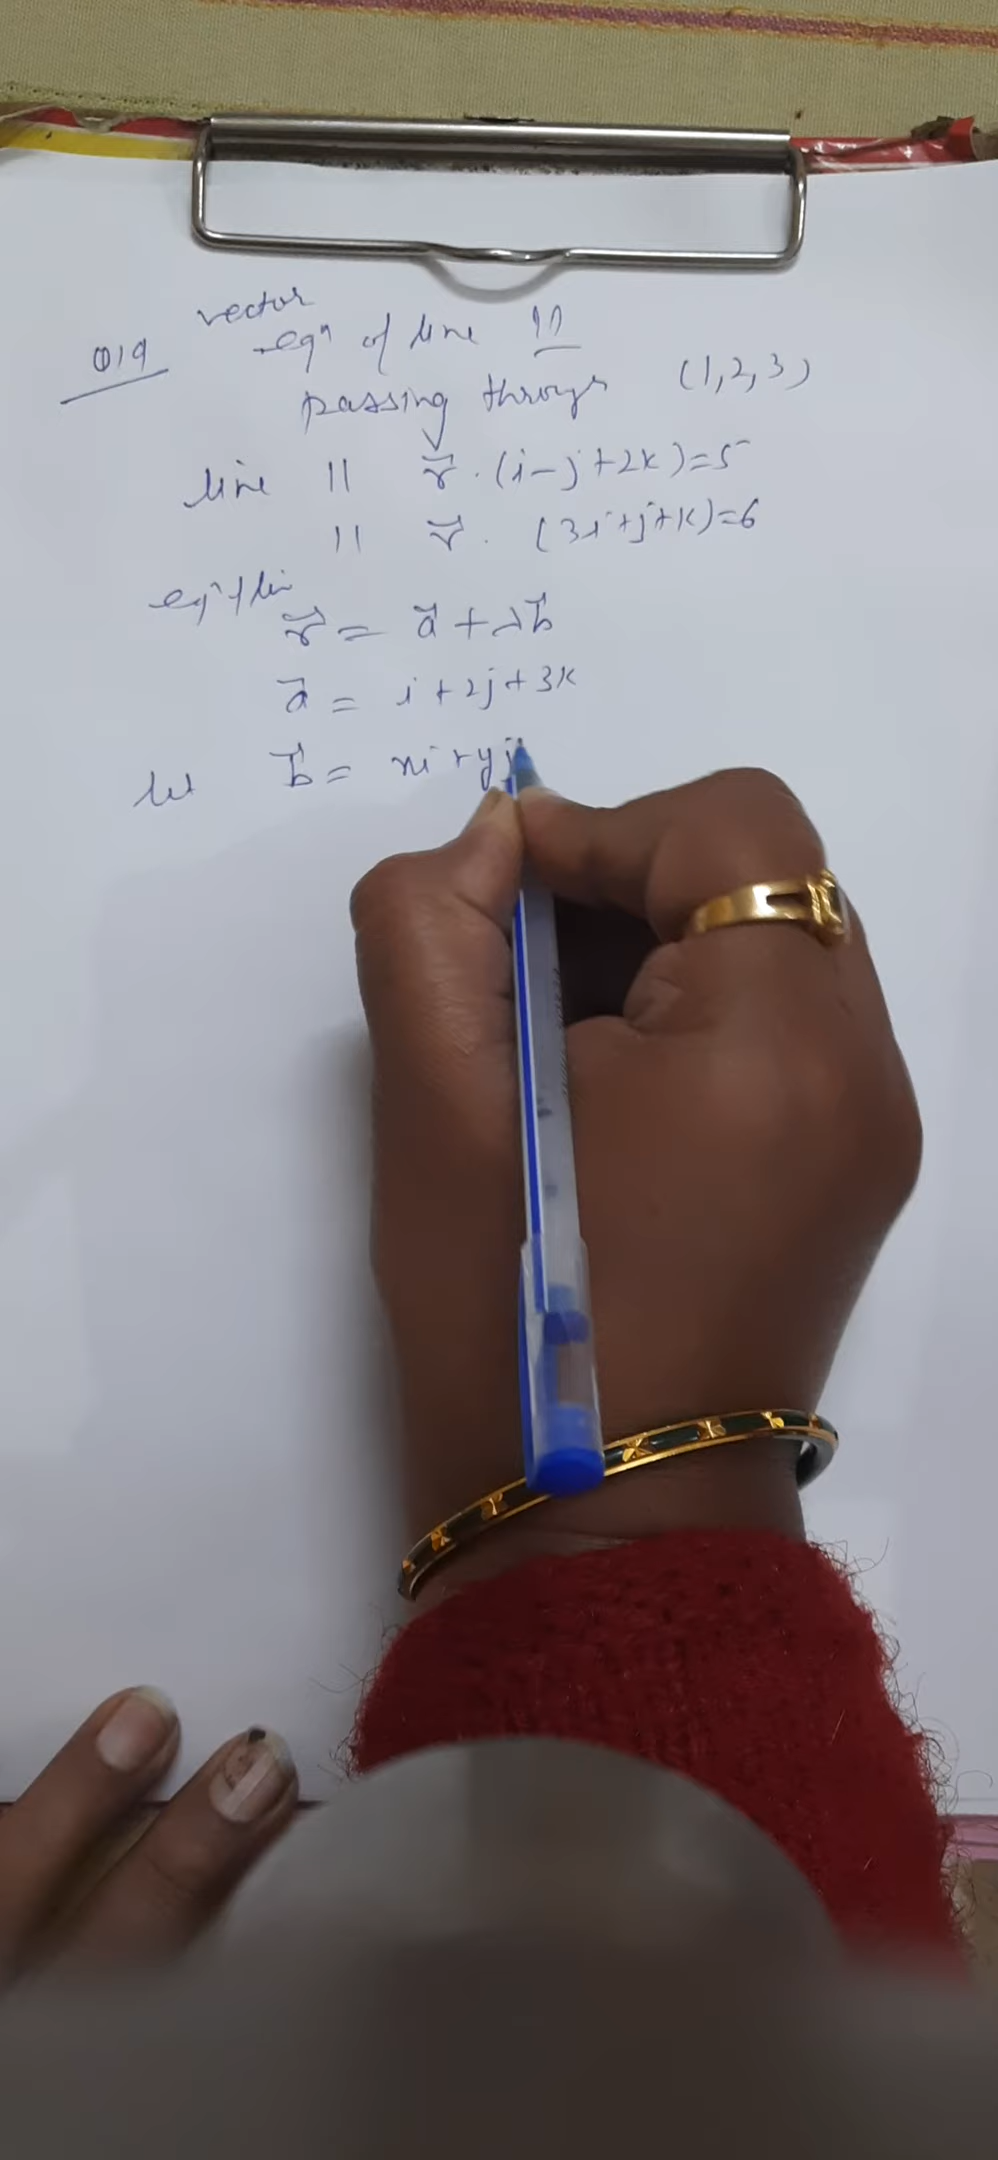 Q19 vector
eqn of line
passing through (1,2,3)
line || r⃗ . (i-j+2k)=5
|| r⃗ . (3i+j+k)=6
eqn of lin
r⃗ = a⃗ + λb⃗
a⃗ = i + 2j + 3k
let b⃗ = xi + yj